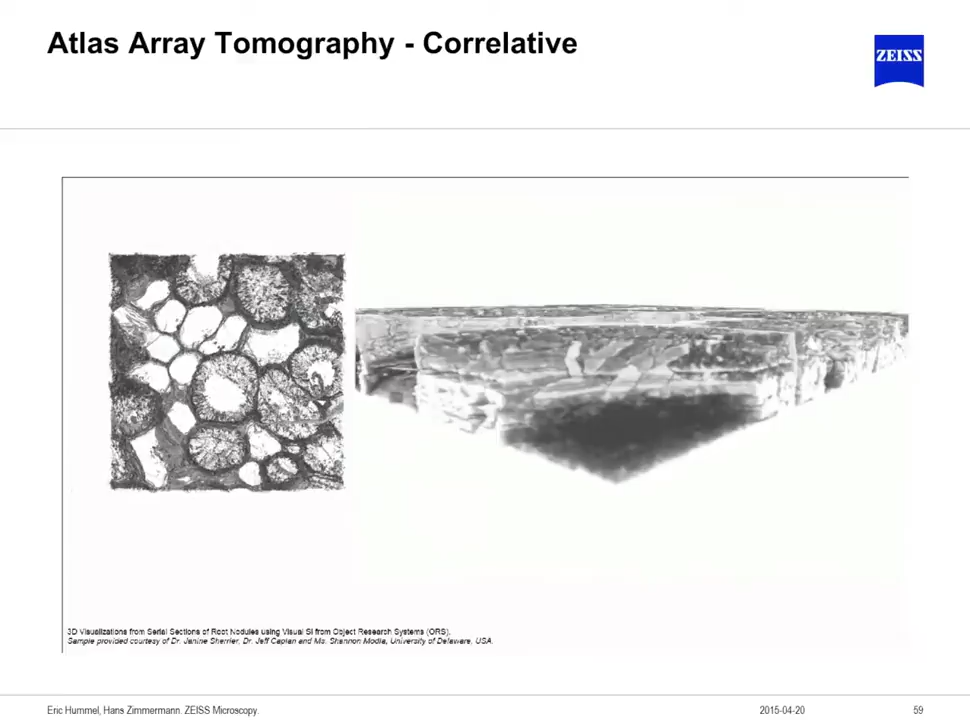 Atlas Array Tomography - Correlative
ZEISS
3D Visualizations from Serial Sections of Root Nodules using Visual SI from Object Research Systems (ORS).
Sample provided courtesy of Dr. Janine Sherrier, Dr. Jeff Caplan and Ms. Shannon Modla, University of Delaware, USA.
Eric Hummel, Hans Zimmermann. ZEISS Microscopy.
2015-04-20
59